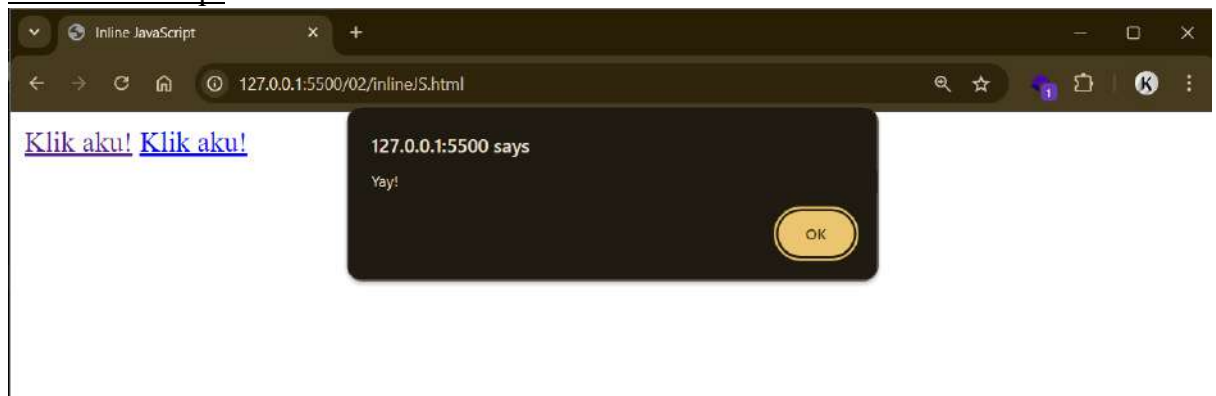 Inline JavaScript
127.0.0.1:5500/02/inlineJS.html
1
K
Klik aku! Klik aku!
127.0.0.1:5500 says
Yay!
OK